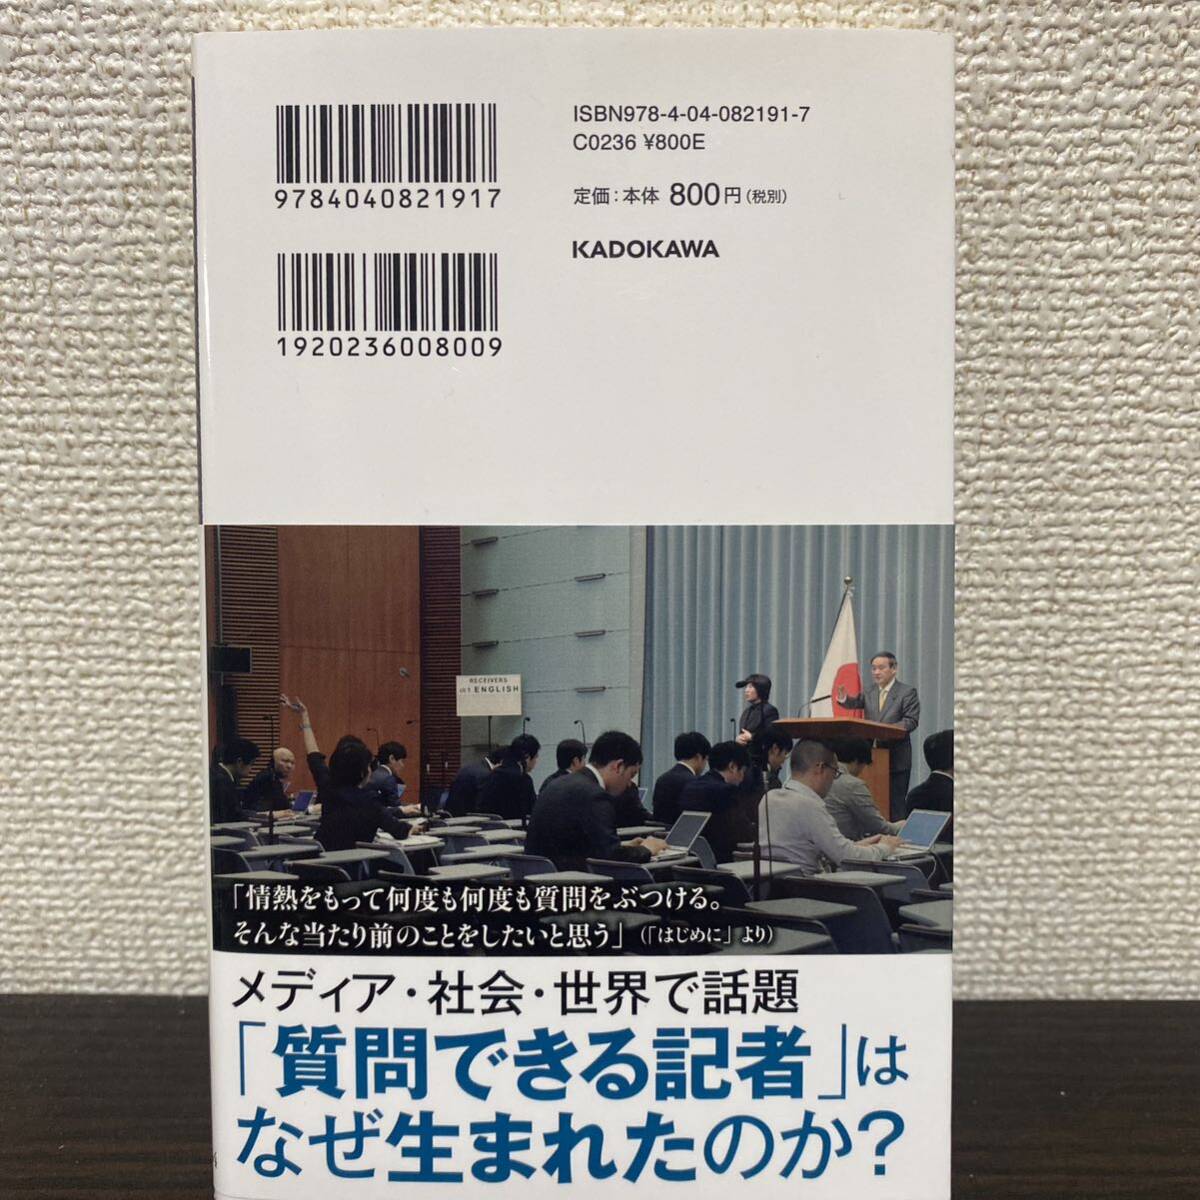 ISBN978-4-04-082191-7
C0236 ¥800E
9784040821917
定価：本体 800円（税別）
KADOKAWA
1920236008009
RECEIVERS
ch 1 ENGLISH
「情熱をもって何度も何度も質問をぶつける。
そんな当たり前のことをしたいと思う」（「はじめに」より）
メディア・社会・世界で話題
「質問できる記者」は
なぜ生まれたのか？